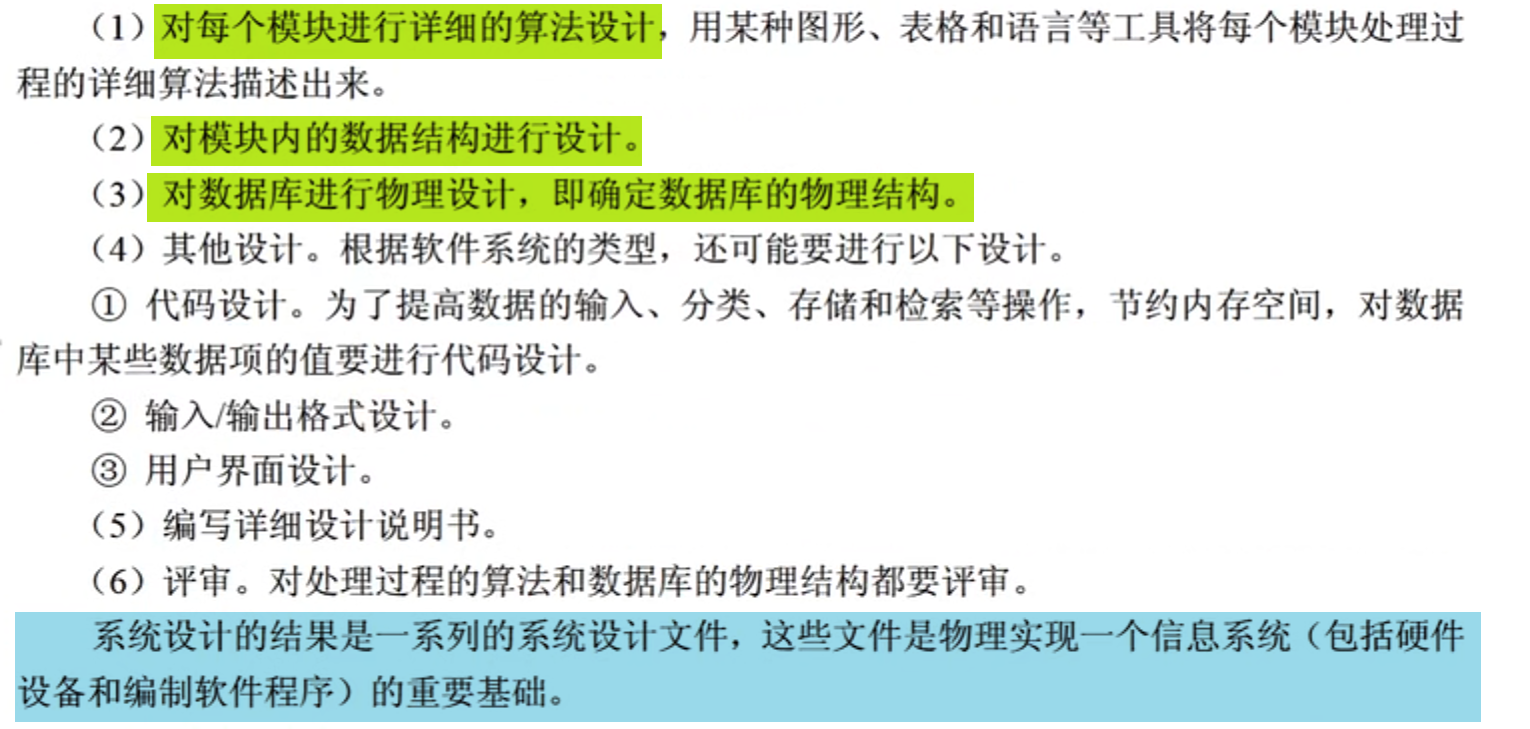 （1）对每个模块进行详细的算法设计，用某种图形、表格和语言等工具将每个模块处理过
程的详细算法描述出来。
（2）对模块内的数据结构进行设计。
（3）对数据库进行物理设计，即确定数据库的物理结构。
（4）其他设计。根据软件系统的类型，还可能要进行以下设计。
① 代码设计。为了提高数据的输入、分类、存储和检索等操作，节约内存空间，对数据
库中某些数据项的值要进行代码设计。
② 输入/输出格式设计。
③ 用户界面设计。
（5）编写详细设计说明书。
（6）评审。对处理过程的算法和数据库的物理结构都要评审。
系统设计的结果是一系列的系统设计文件，这些文件是物理实现一个信息系统（包括硬件
设备和编制软件程序）的重要基础。